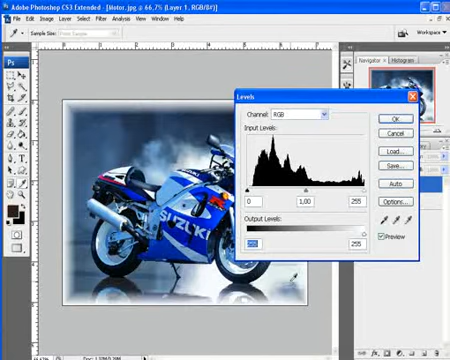 Adobe Photoshop CS3 Extended - [Motor.jpg @ 66,7% (Layer 1, RGB/8#)]
File Edit Image Layer Select Filter Analysis View Window Help
Sample Size:
Workspace
Ps
Navigator Histogram
Levels
Channel: RGB
OK
Input Levels:
Cancel
Load...
Save...
Auto
0 1,00 255
Options...
Output Levels:
255 255
Preview
SUZUKI